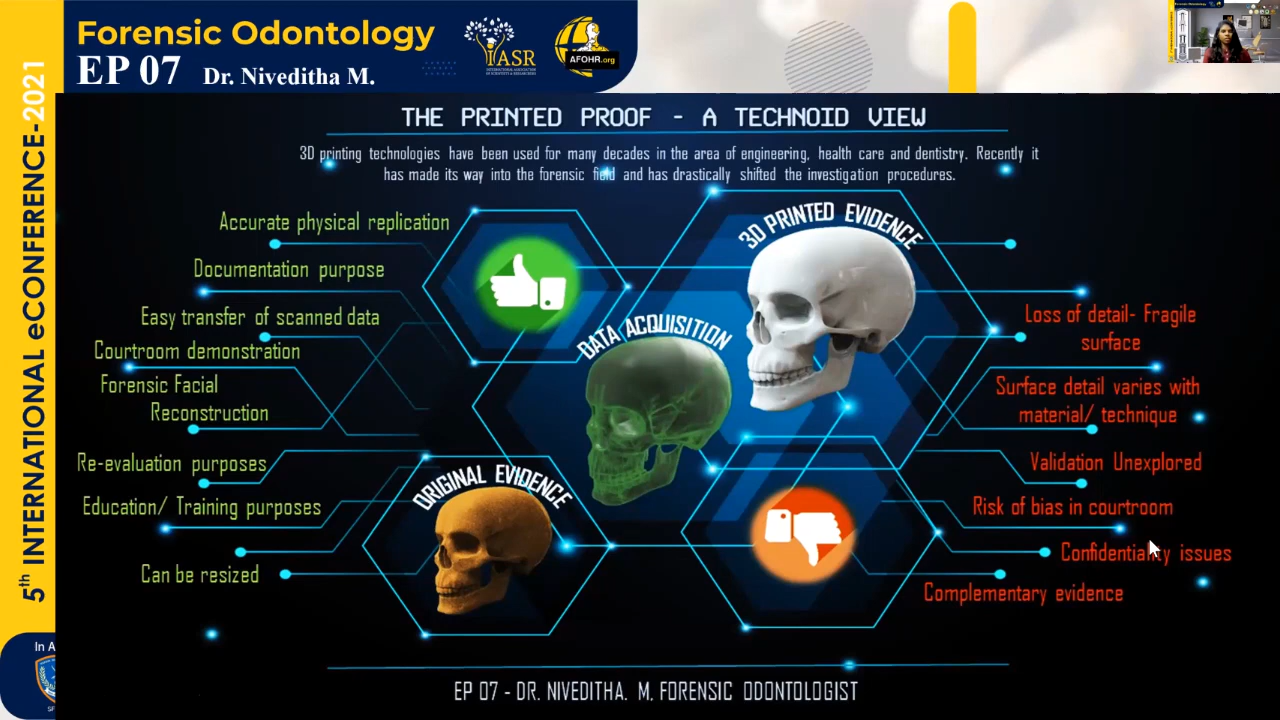 Forensic Odontology
EP 07 Dr. Niveditha M.
IASR
AFOHR.org
5th INTERNATIONAL eCONFERENCE-2021
In A
THE PRINTED PROOF - A TECHNOID VIEW
3D printing technologies have been used for many decades in the area of engineering, health care and dentistry. Recently it
has made its way into the forensic field and has drastically shifted the investigation procedures.
Accurate physical replication
Documentation purpose
Easy transfer of scanned data
Courtroom demonstration
Forensic Facial
Reconstruction
Re-evaluation purposes
Education/ Training purposes
Can be resized
3D PRINTED EVIDENCE
DATA ACQUISITION
ORIGINAL EVIDENCE
Loss of detail- Fragile
surface
Surface detail varies with
material/ technique
Validation Unexplored
Risk of bias in courtroom
Confidentiality issues
Complementary evidence
EP 07 - DR. NIVEDITHA. M, FORENSIC ODONTOLOGIST